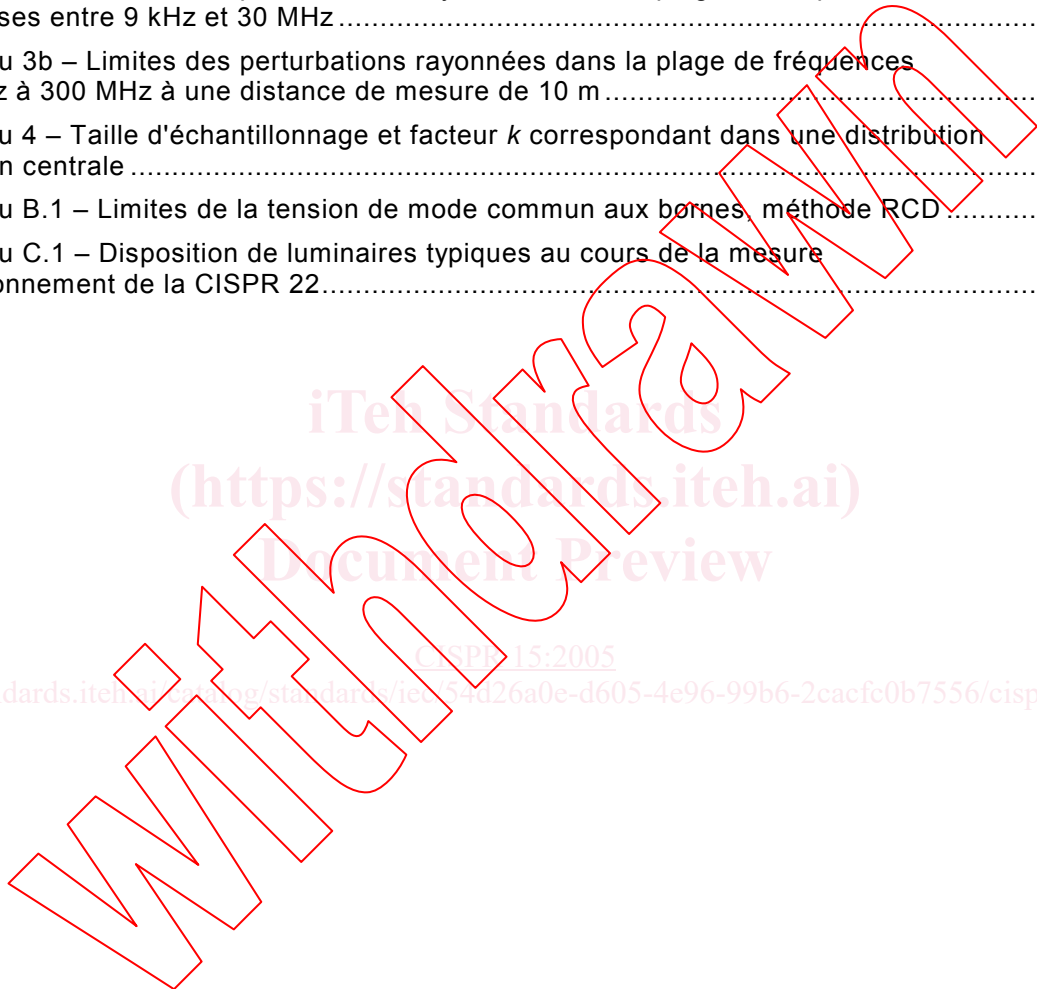 ses entre 9 kHz et 30 MHz
u 3b – Limites des perturbations rayonnées dans la plage de fréquences
z à 300 MHz à une distance de mesure de 10 m
u 4 – Taille d'échantillonnage et facteur k correspondant dans une distribution
n centrale
u B.1 – Limites de la tension de mode commun aux bornes, méthode RCD
u C.1 – Disposition de luminaires typiques au cours de la mesure
onnement de la CISPR 22
iTeh Standards
(https://standards.iteh.ai)
Document Preview
CISPR 15:2005
dards.iteh.ai/catalog/standards/iec/54d26a0e-d605-4e96-99b6-2cacfc0b7556/cisp
withdrawn